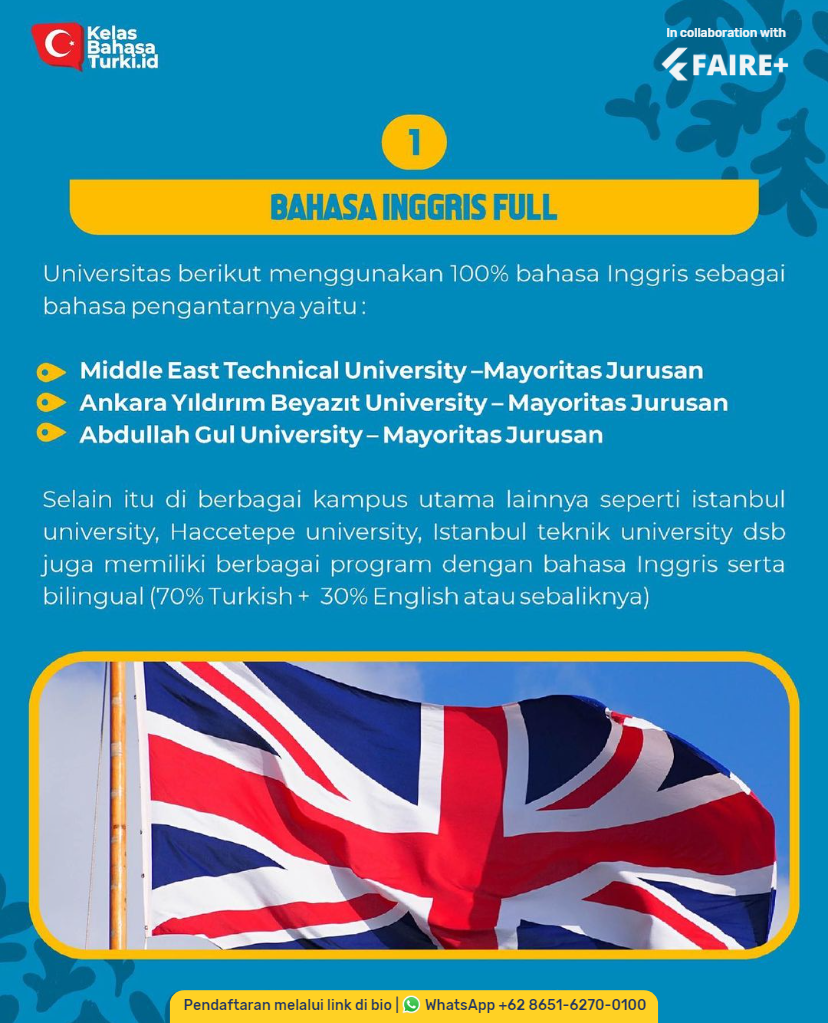 Kelas
Bahasa
Turki.id
In collaboration with
FAIRE+
1
BAHASA INGGRIS FULL
Universitas berikut menggunakan 100% bahasa Inggris sebagai
bahasa pengantarnya yaitu :
Middle East Technical University –Mayoritas Jurusan
Ankara Yıldırım Beyazıt University – Mayoritas Jurusan
Abdullah Gul University – Mayoritas Jurusan
Selain itu di berbagai kampus utama lainnya seperti istanbul
university, Haccetepe university, Istanbul teknik university dsb
juga memiliki berbagai program dengan bahasa Inggris serta
bilingual (70% Turkish + 30% English atau sebaliknya)
Pendaftaran melalui link di bio | WhatsApp +62 8651-6270-0100